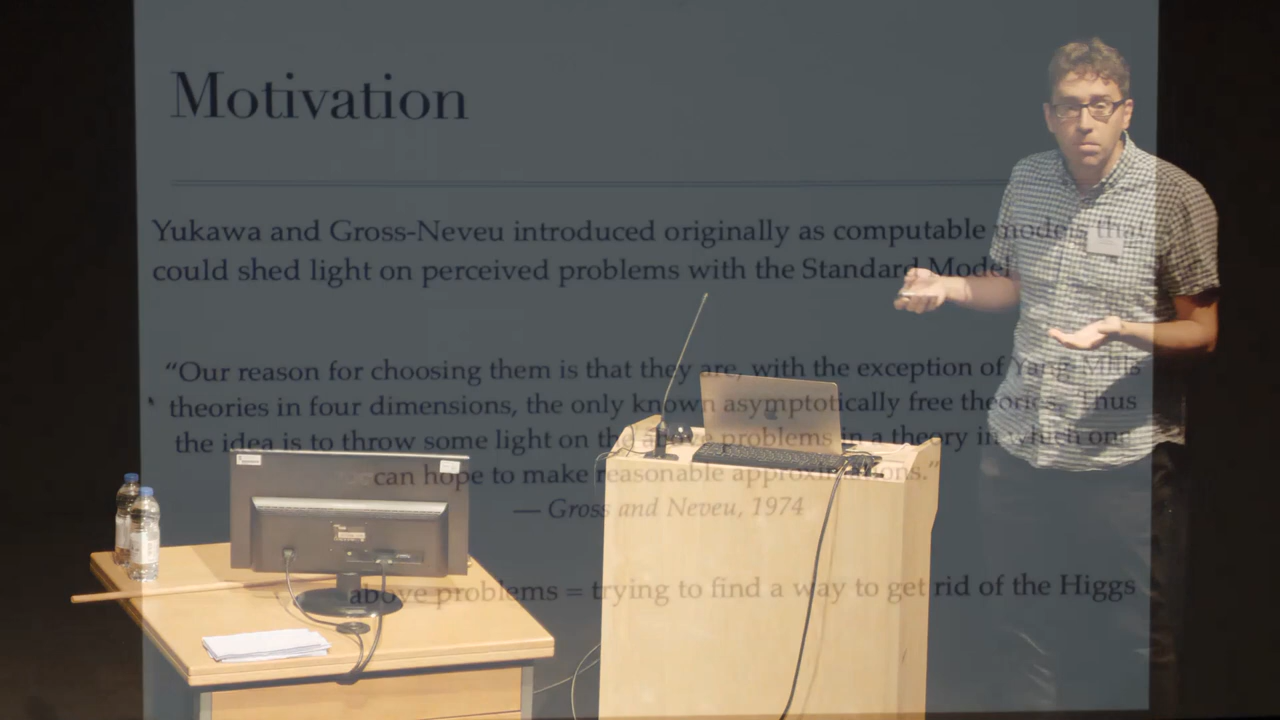 Motivation
Yukawa and Gross-Neveu introduced originally as computable models that
could shed light on perceived problems with the Standard Model
“Our reason for choosing them is that they are, with the exception of Yang-Mills
theories in four dimensions, the only known asymptotically free theories. Thus
the idea is to throw some light on the above problems in a theory in which one
can hope to make reasonable approximations.”
— Gross and Neveu, 1974
above problems = trying to find a way to get rid of the Higgs